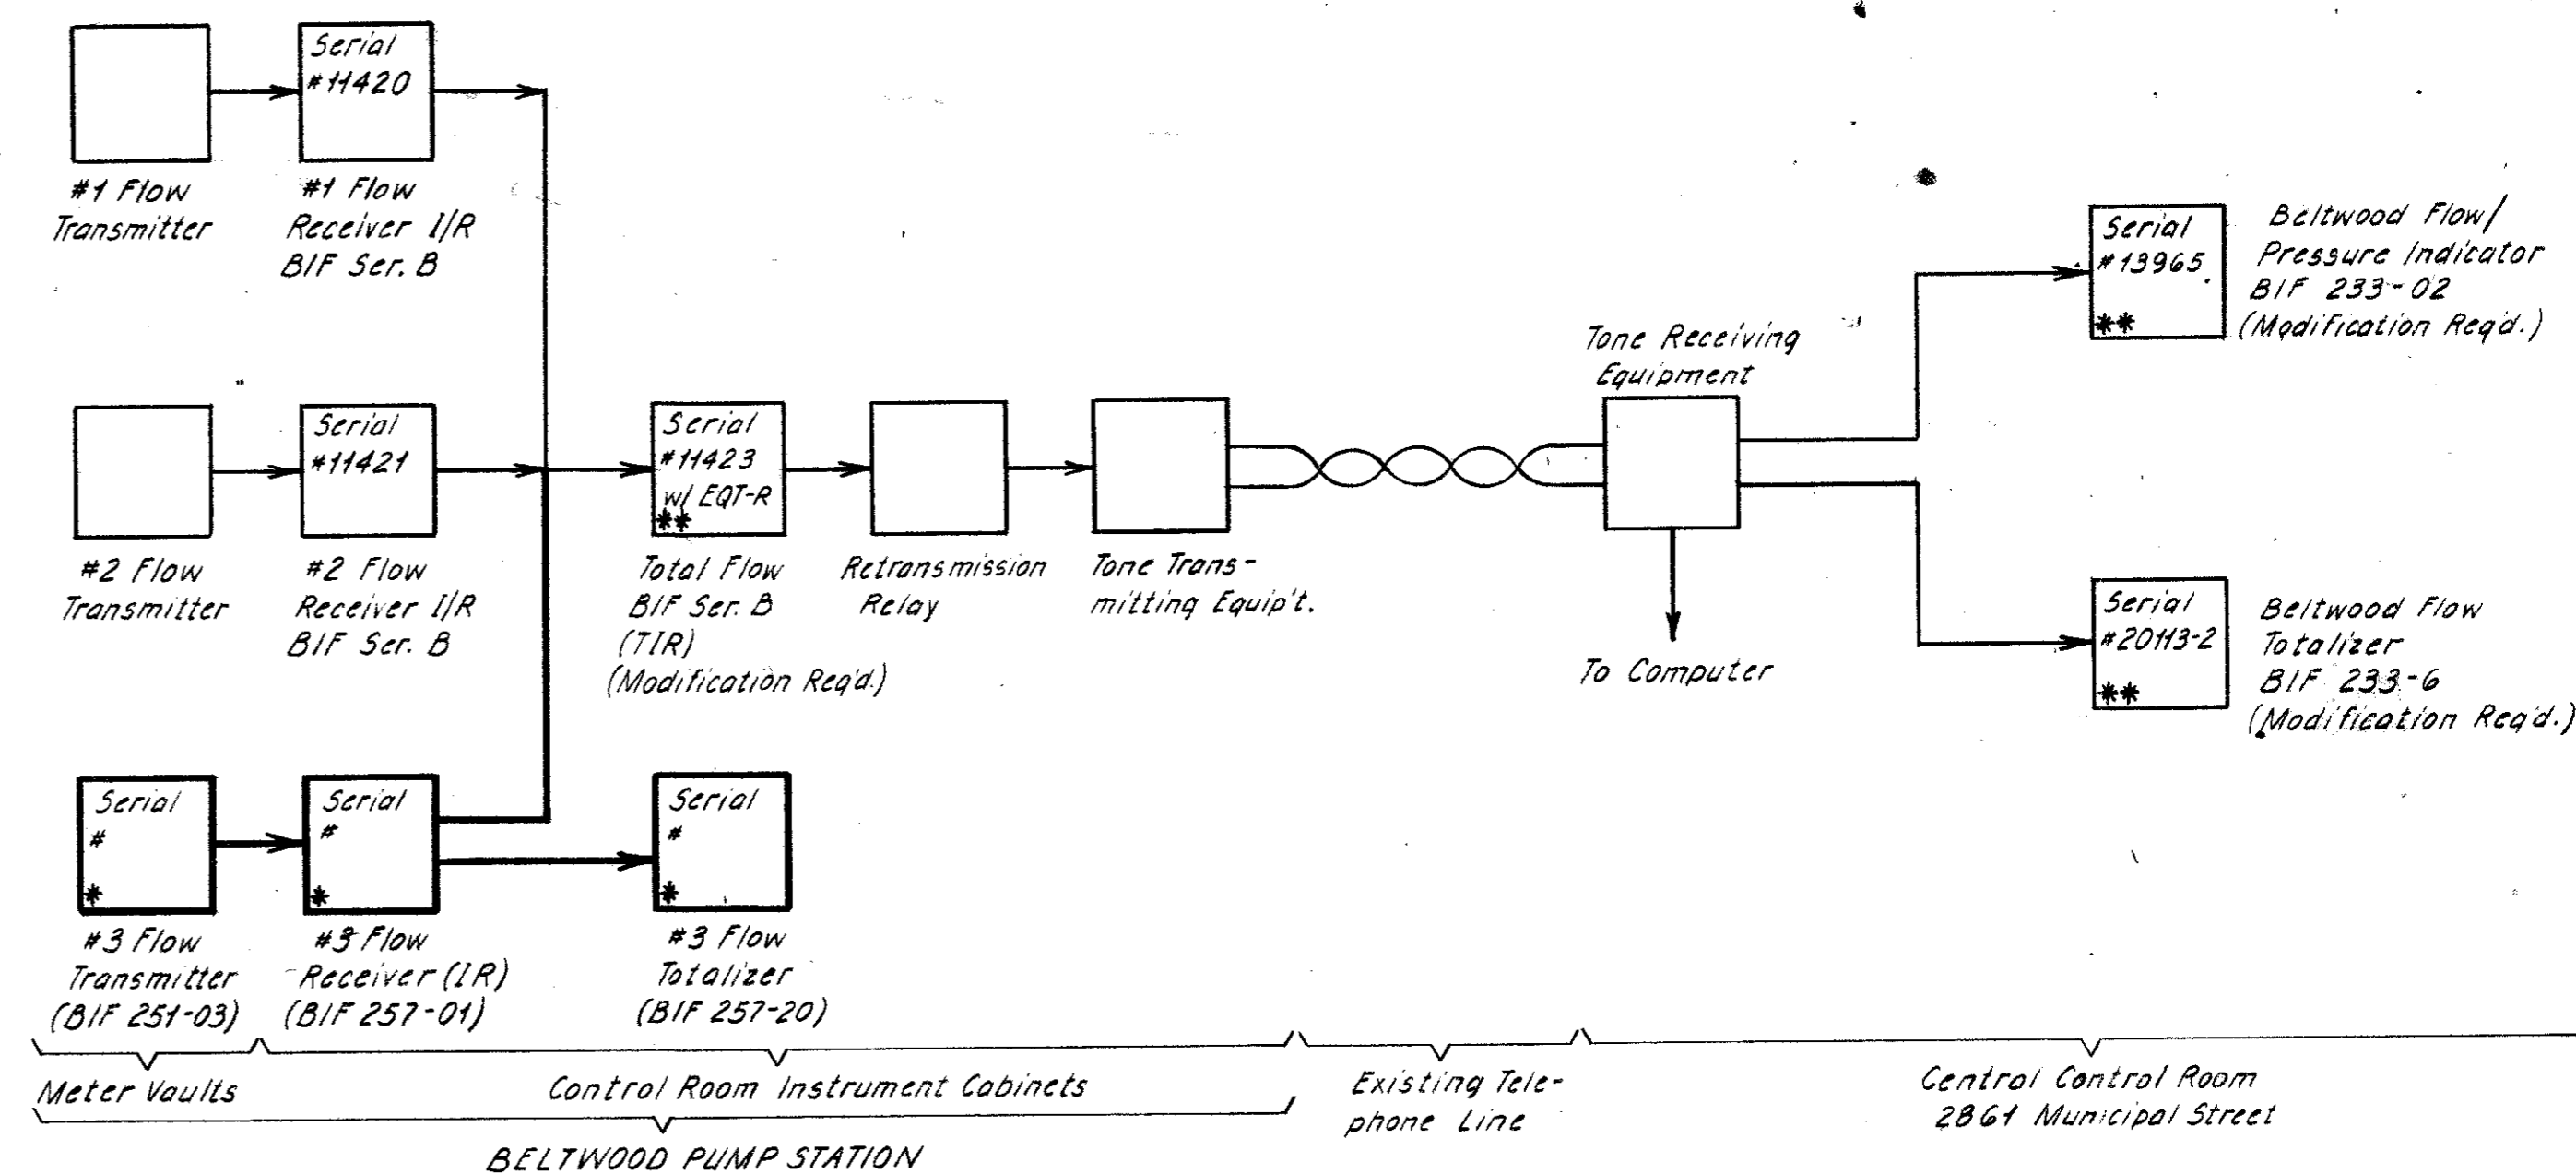 Serial
#11420
#1 Flow
Transmitter
#1 Flow
Receiver I/R
BIF Ser. B
Serial
#11421
#2 Flow
Transmitter
#2 Flow
Receiver I/R
BIF Ser. B
Serial
#11423
w/ EQT-R
**
Total Flow
BIF Ser. B
(TIR)
(Modification Req'd.)
Retransmission
Relay
Tone Trans-
mitting Equip't.
Tone Receiving
Equipment
To Computer
Serial
#13965
**
Beltwood Flow/
Pressure Indicator
BIF 233-02
(Modification Req'd.)
Serial
#20113-2
**
Beltwood Flow
Totalizer
BIF 233-6
(Modification Req'd.)
Serial
#
*
#3 Flow
Transmitter
(BIF 251-03)
Serial
#
*
#3 Flow
Receiver (IR)
(BIF 257-01)
Serial
#
*
#3 Flow
Totalizer
(BIF 257-20)
Meter Vaults
Control Room Instrument Cabinets
BELTWOOD PUMP STATION
Existing Tele-
phone Line
Central Control Room
2861 Municipal Street